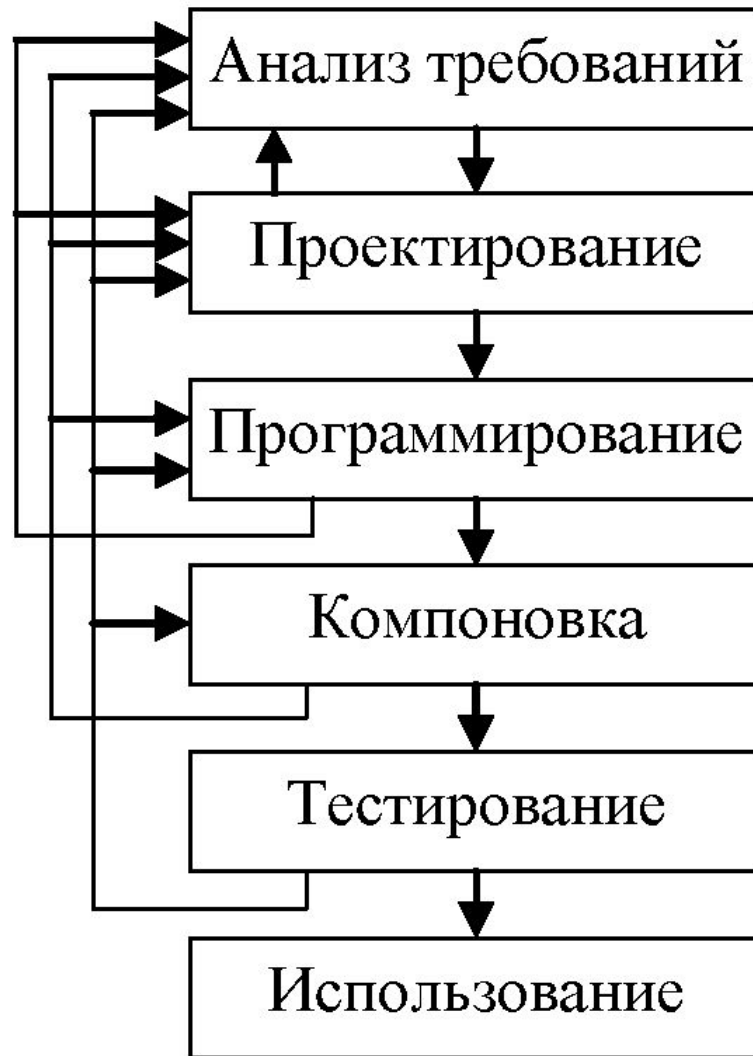 Анализ требований
Проектирование
Программирование
Компоновка
Тестирование
Использование